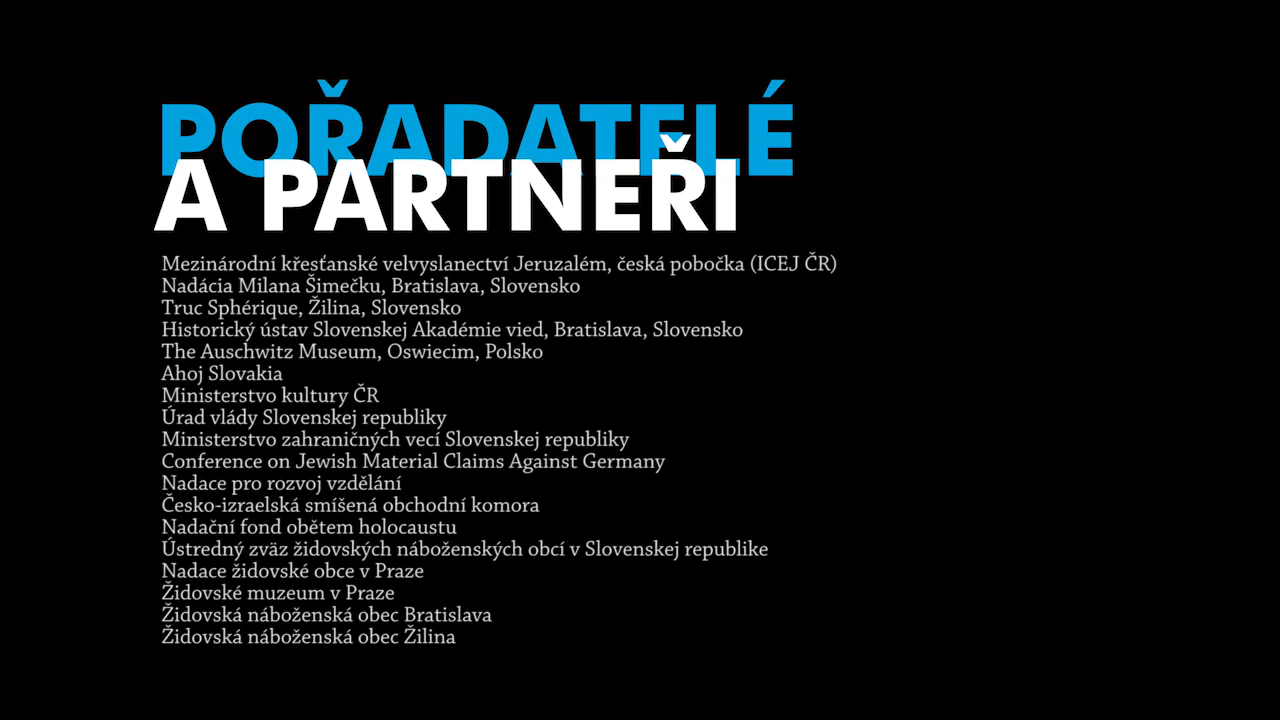 POŘADATELÉ
A PARTNEŘI
Mezinárodní křesťanské velvyslanectví Jeruzalém, česká pobočka (ICEJ ČR)
Nadácia Milana Šimečku, Bratislava, Slovensko
Truc Sphérique, Žilina, Slovensko
Historický ústav Slovenskej Akadémie vied, Bratislava, Slovensko
The Auschwitz Museum, Oswiecim, Polsko
Ahoj Slovakia
Ministerstvo kultury ČR
Úrad vlády Slovenskej republiky
Ministerstvo zahraničných vecí Slovenskej republiky
Conference on Jewish Material Claims Against Germany
Nadace pro rozvoj vzdělání
Česko-izraelská smíšená obchodní komora
Nadační fond obětem holocaustu
Ústredný zväz židovských náboženských obcí v Slovenskej republike
Nadace židovské obce v Praze
Židovské muzeum v Praze
Židovská náboženská obec Bratislava
Židovská náboženská obec Žilina